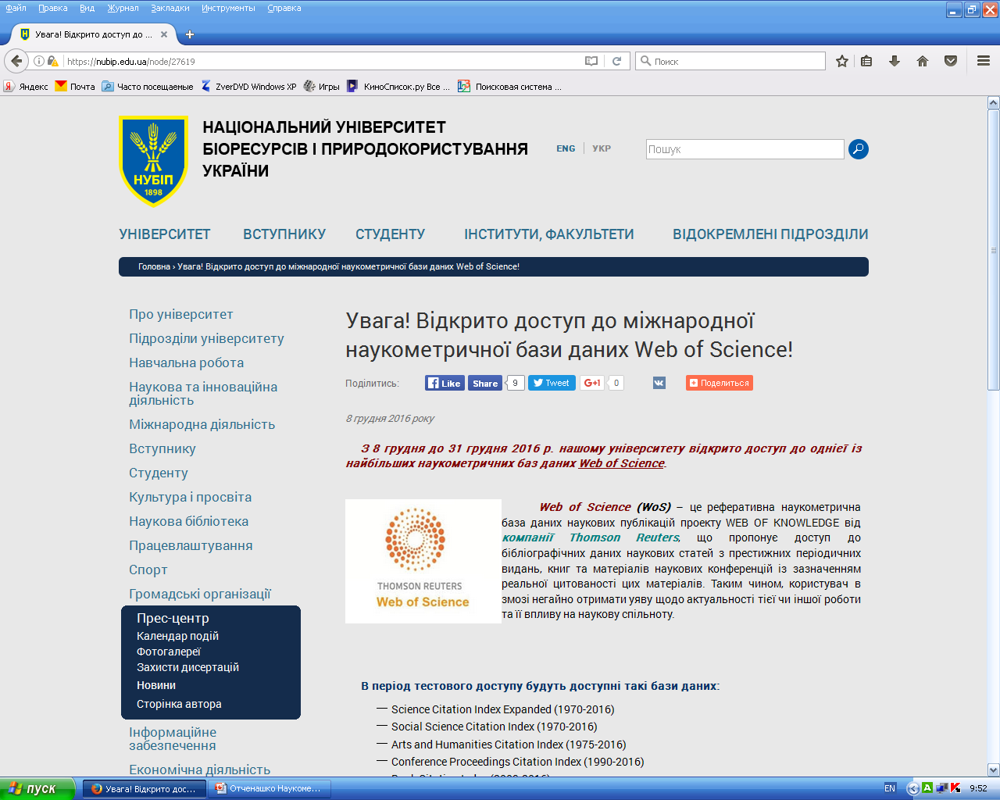 Файл Правка Вид Журнал Закладки Инструменты Справка
Увага! Відкрито доступ до ...
https://nubip.edu.ua/node/27619
Поиск
Яндекс Почта Часто посещаемые ZverDVD Windows XP Игры КиноСписок.ру Все ... Поисковая система ...
НАЦІОНАЛЬНИЙ УНІВЕРСИТЕТ
БІОРЕСУРСІВ І ПРИРОДОКОРИСТУВАННЯ
УКРАЇНИ
НУБІП
1898
ENG УКР
Пошук
УНІВЕРСИТЕТ ВСТУПНИКУ СТУДЕНТУ ІНСТИТУТИ, ФАКУЛЬТЕТИ ВІДОКРЕМЛЕНІ ПІДРОЗДІЛИ
Головна › Увага! Відкрито доступ до міжнародної наукометричної бази даних Web of Science!
Про університет
Підрозділи університету
Навчальна робота
Наукова та інноваційна
діяльність
Міжнародна діяльність
Вступнику
Студенту
Культура і просвіта
Наукова бібліотека
Працевлаштування
Спорт
Громадські організації
Прес-центр
Календар подій
Фотогалереї
Захисти дисертацій
Новини
Сторінка автора
Інформаційне
забезпечення
Економічна діяльність
Увага! Відкрито доступ до міжнародної
наукометричної бази даних Web of Science!
Поділитись: Like Share 9 Tweet G+1 0 Поделиться
8 грудня 2016 року
З 8 грудня до 31 грудня 2016 р. нашому університету відкрито доступ до однієї із
найбільших наукометричних баз даних Web of Science.
THOMSON REUTERS
Web of Science
Web of Science (WoS) – це реферативна наукометрична
база даних наукових публікацій проекту WEB OF KNOWLEDGE від
компанії Thomson Reuters, що пропонує доступ до
бібліографічних даних наукових статей з престижних періодичних
видань, книг та матеріалів наукових конференцій із зазначенням
реальної цитованості цих матеріалів. Таким чином, користувач в
змозі негайно отримати уяву щодо актуальності тієї чи іншої роботи
та її впливу на наукову спільноту.
В період тестового доступу будуть доступні такі бази даних:
— Science Citation Index Expanded (1970-2016)
— Social Science Citation Index (1970-2016)
— Arts and Humanities Citation Index (1975-2016)
— Conference Proceedings Citation Index (1990-2016)
пуск Увага! Відкрито дос... Отченашко Наукоме... EN 9:52